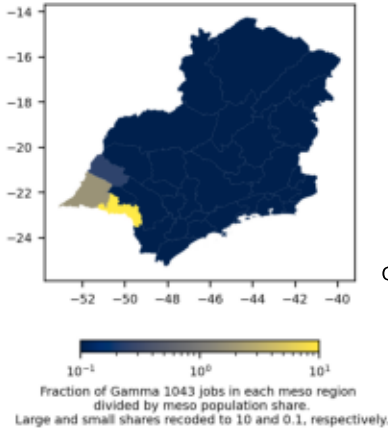 −14
−16
−18
−20
−22
−24
−52 −50 −48 −46 −44 −42 −40
10⁻¹ 10⁰ 10¹
Fraction of Gamma 1043 jobs in each meso region
divided by meso population share.
Large and small shares recoded to 10 and 0.1, respectively.